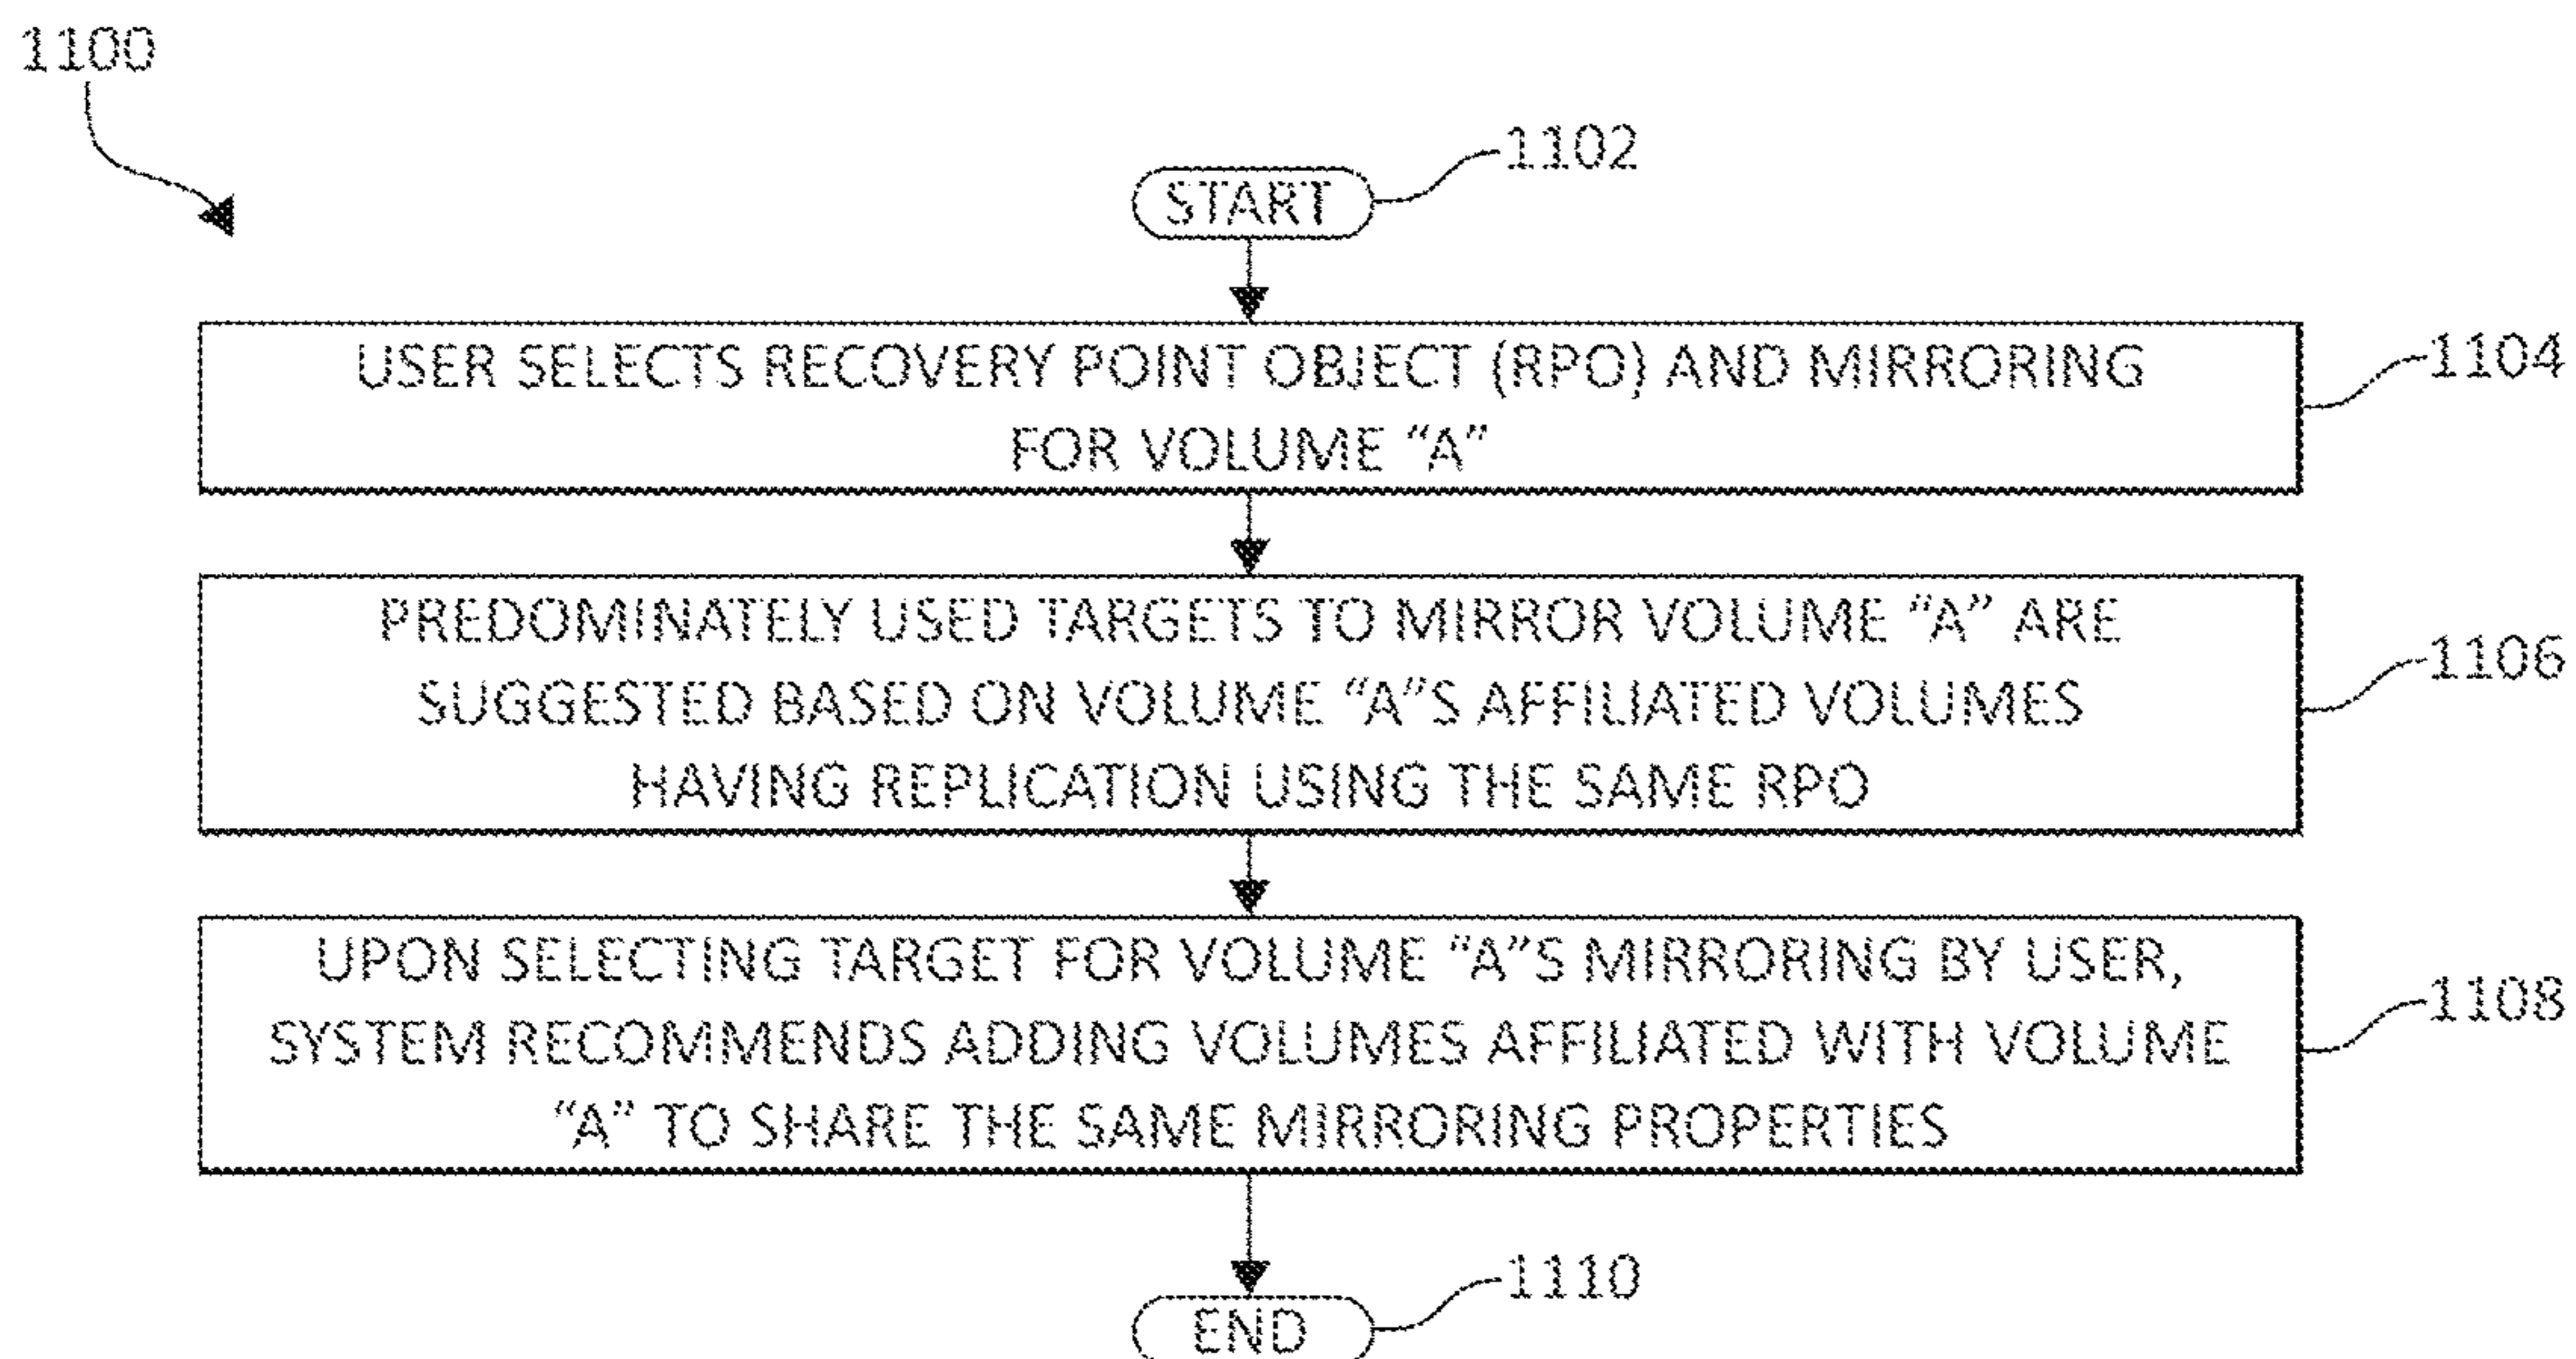 1100
1102
START
USER SELECTS RECOVERY POINT OBJECT (RPO) AND MIRRORING
FOR VOLUME “A”
1104
PREDOMINATELY USED TARGETS TO MIRROR VOLUME “A” ARE
SUGGESTED BASED ON VOLUME “A”S AFFILIATED VOLUMES
HAVING REPLICATION USING THE SAME RPO
1106
UPON SELECTING TARGET FOR VOLUME “A”S MIRRORING BY USER,
SYSTEM RECOMMENDS ADDING VOLUMES AFFILIATED WITH VOLUME
“A” TO SHARE THE SAME MIRRORING PROPERTIES
1108
1110
END